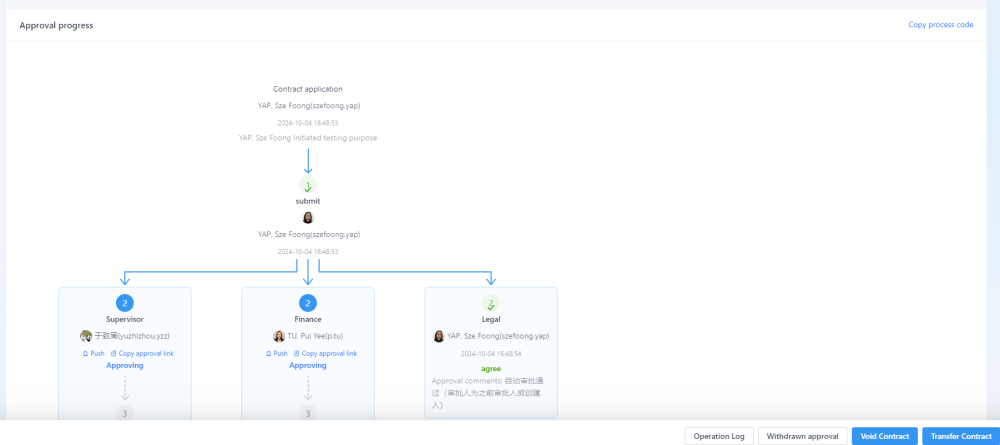 Approval progress
Copy process code
Contract application
YAP, Sze Foong(szefoong.yap)
2024-10-04 16:48:53
YAP, Sze Foong Initiated testing purpose
1
submit
YAP, Sze Foong(szefoong.yap)
2024-10-04 16:48:53
2
Supervisor
于致周(yuzhizhou.yzz)
Push Copy approval link
Approving
3
2
Finance
TU, Pui Yee(p.tu)
Push Copy approval link
Approving
3
2
Legal
YAP, Sze Foong(szefoong.yap)
2024-10-04 16:48:54
agree
Approval comments: 自动审批通
过（审批人为之前审批人或创建
人）
Operation Log
Withdrawn approval
Void Contract
Transfer Contract